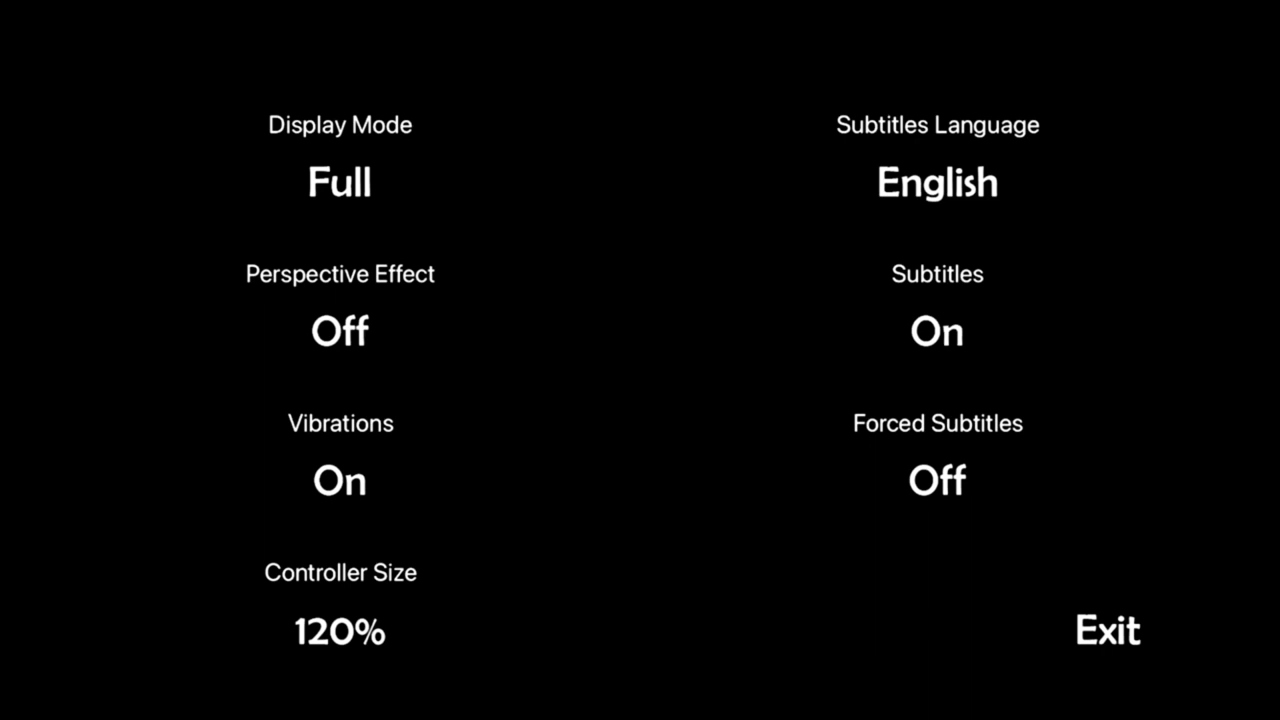 Display Mode
Full
Perspective Effect
Off
Vibrations
On
Controller Size
120%
Subtitles Language
English
Subtitles
On
Forced Subtitles
Off
Exit